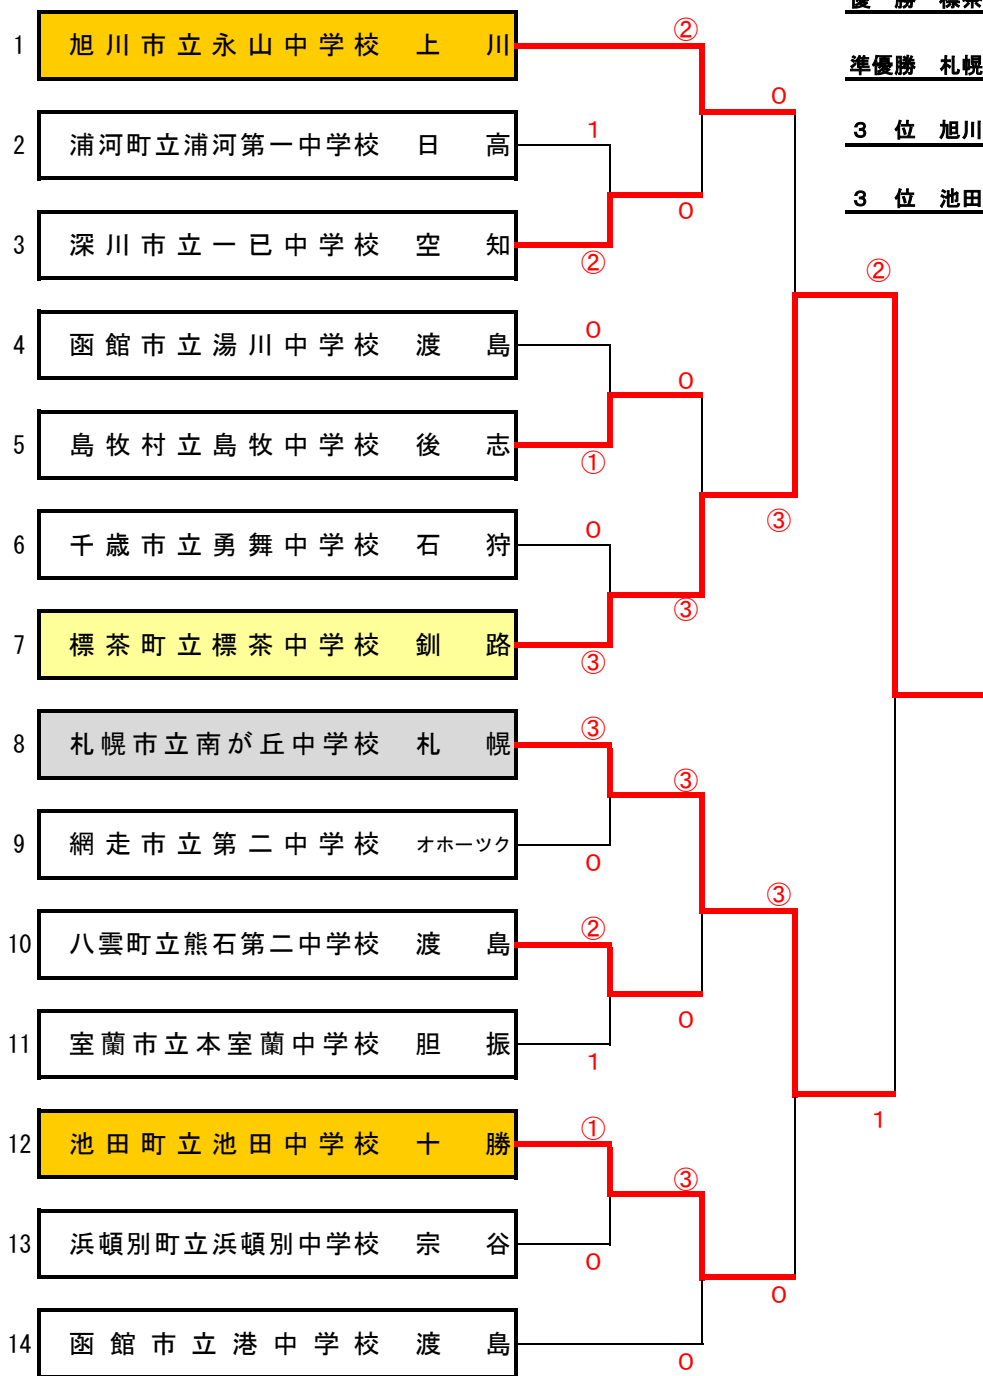 優　勝　標茶
準優勝　札幌
３　位　旭川
３　位　池田
1 旭川市立永山中学校 上川
2 浦河町立浦河第一中学校 日高
3 深川市立一已中学校 空知
4 函館市立湯川中学校 渡島
5 島牧村立島牧中学校 後志
6 千歳市立勇舞中学校 石狩
7 標茶町立標茶中学校 釧路
8 札幌市立南が丘中学校 札幌
9 網走市立第二中学校 オホーツク
10 八雲町立熊石第二中学校 渡島
11 室蘭市立本室蘭中学校 胆振
12 池田町立池田中学校 十勝
13 浜頓別町立浜頓別中学校 宗谷
14 函館市立港中学校 渡島
②
1
②
0
①
0
③
③
0
②
1
①
0
0
0
③
③
0
③
0
0
③
③
0
②
1